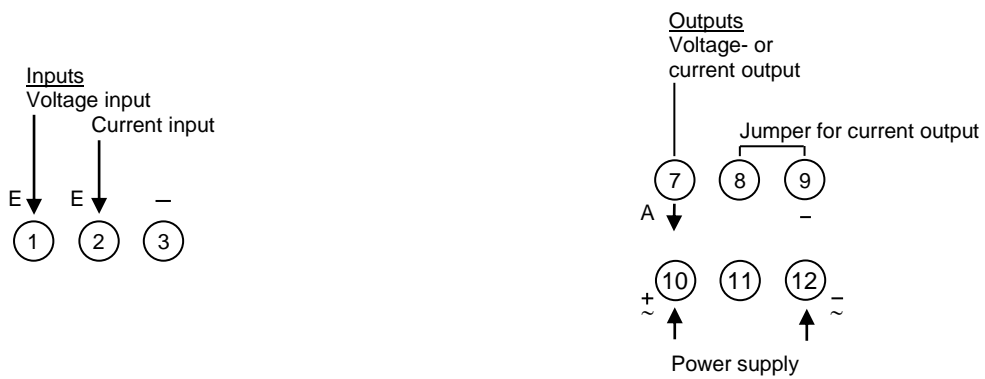 Inputs
Voltage input
Current input
E E –
1 2 3
Outputs
Voltage- or
current output
Jumper for current output
7 8 9
A –
10 11 12
+ –
~ ~
Power supply